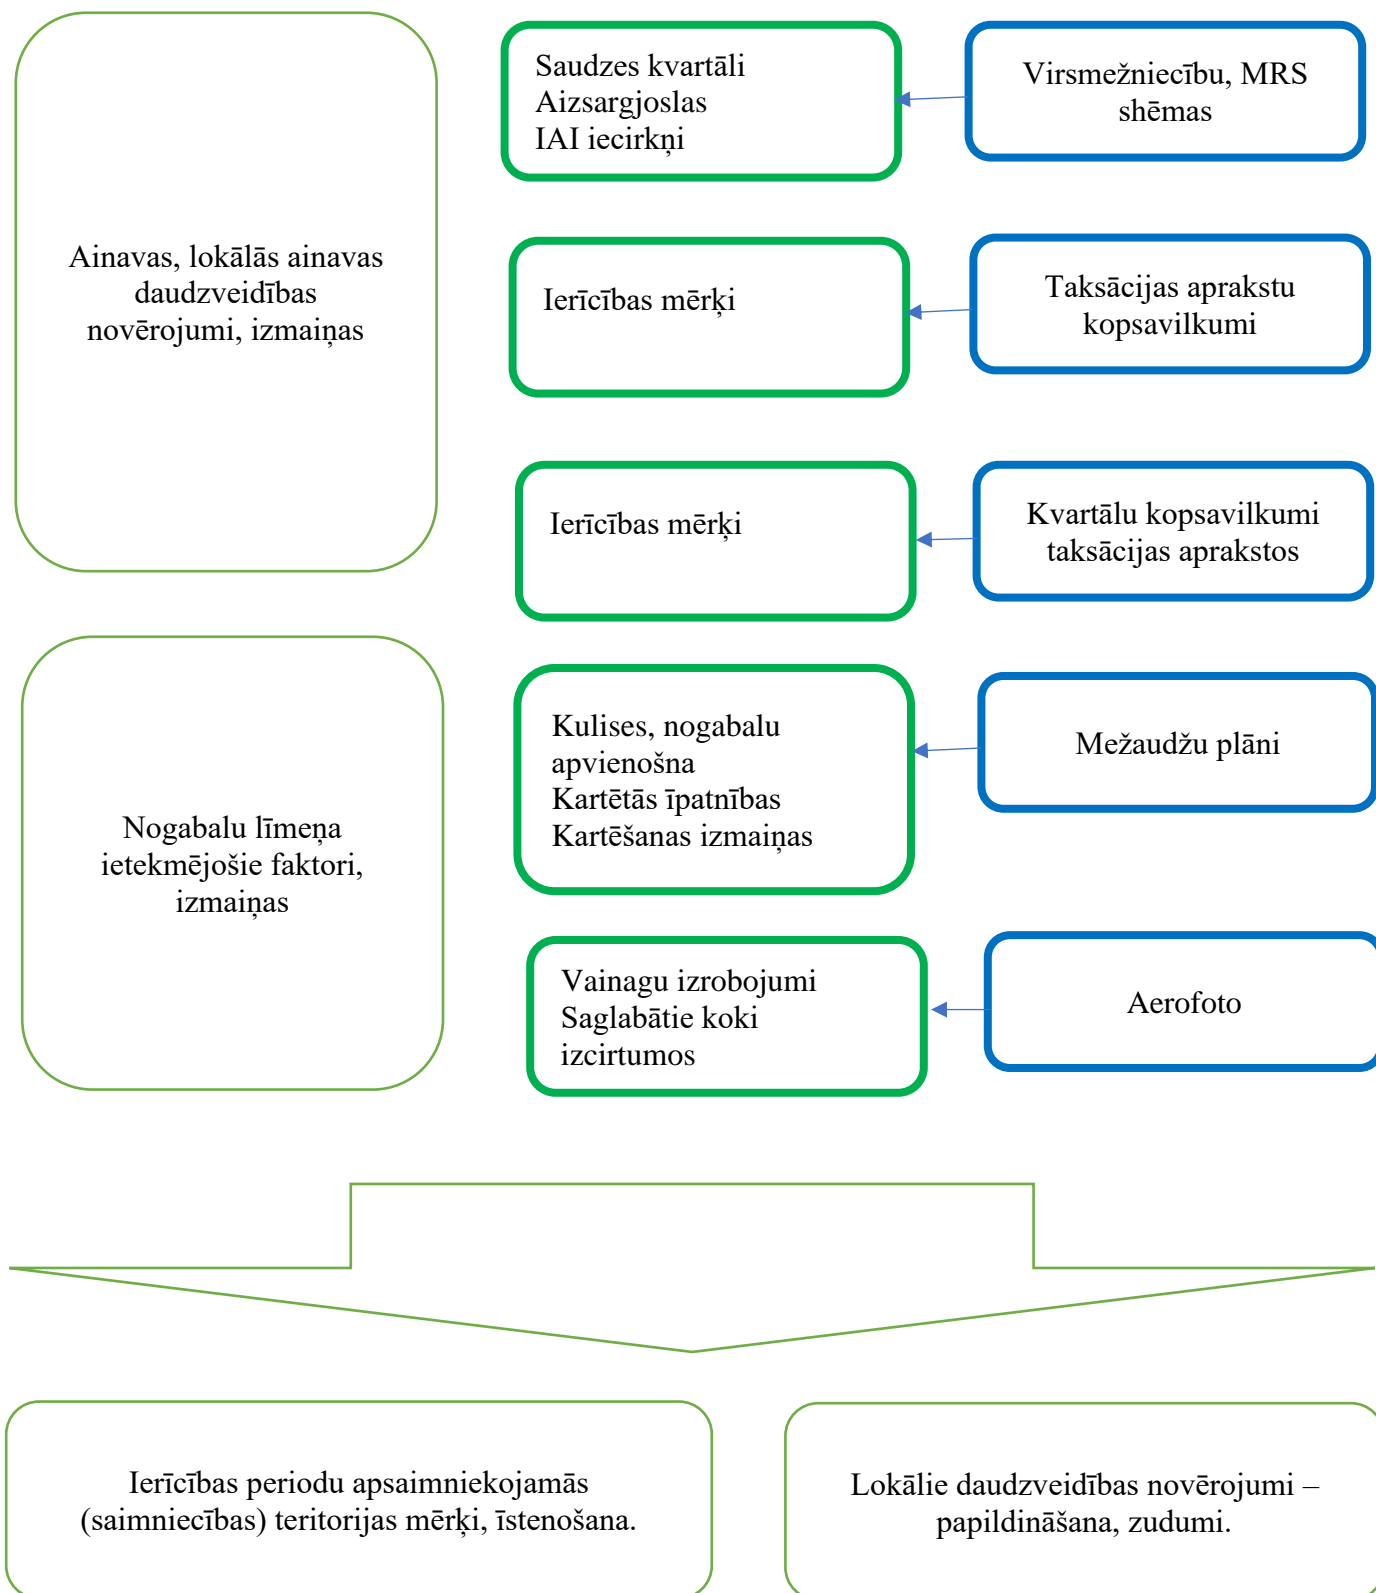 Saudzes kvartāli
Aizsargjoslas
IAI iecirkņi
Virsmežniecību, MRS
shēmas
Ainavas, lokālās ainavas
daudzveidības
novērojumi, izmaiņas
Ierīcības mērķi
Taksācijas aprakstu
kopsavilkumi
Ierīcības mērķi
Kvartālu kopsavilkumi
taksācijas aprakstos
Nogabalu līmeņa
ietekmējošie faktori,
izmaiņas
Kulises, nogabalu
apvienošna
Kartētās īpatnības
Kartēšanas izmaiņas
Mežaudžu plāni
Vainagu izrobojumi
Saglabātie koki
izcirtumos
Aerofoto
Ierīcības periodu apsaimniekojamās
(saimniecības) teritorijas mērķi, īstenošana.
Lokālie daudzveidības novērojumi –
papildināšana, zudumi.